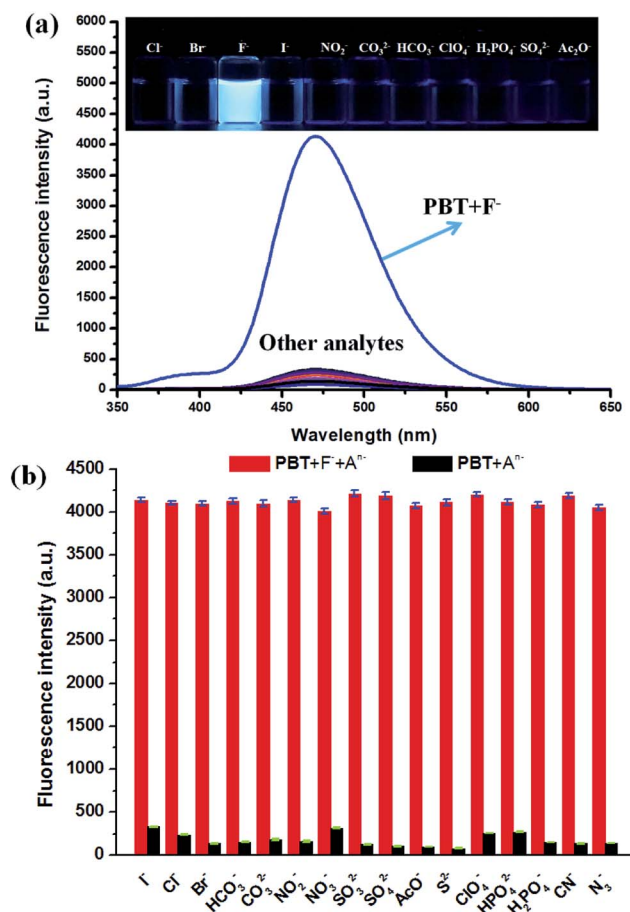 (a)
Cl⁻ Br⁻ F⁻ I⁻ NO₂⁻ CO₃²⁻ HCO₃⁻ ClO₄⁻ H₂PO₄⁻ SO₄²⁻ Ac₂O⁻
6000
5500
5000
4500
4000
3500
3000
2500
2000
1500
1000
500
0
Fluorescence intensity (a.u.)
PBT+F⁻
Other analytes
350 400 450 500 550 600 650
Wavelength (nm)
(b)
PBT+F⁻+Aⁿ⁻ PBT+Aⁿ⁻
4500
4000
3500
3000
2500
2000
1500
1000
500
0
Fluorescence intensity (a.u.)
I⁻ Cl⁻ Br⁻ HCO₃⁻ CO₃²⁻ NO₂⁻ NO₃⁻ SO₃²⁻ SO₄²⁻ AcO⁻ S²⁻ ClO₄⁻ HPO₄²⁻ H₂PO₄⁻ CN⁻ N₃⁻